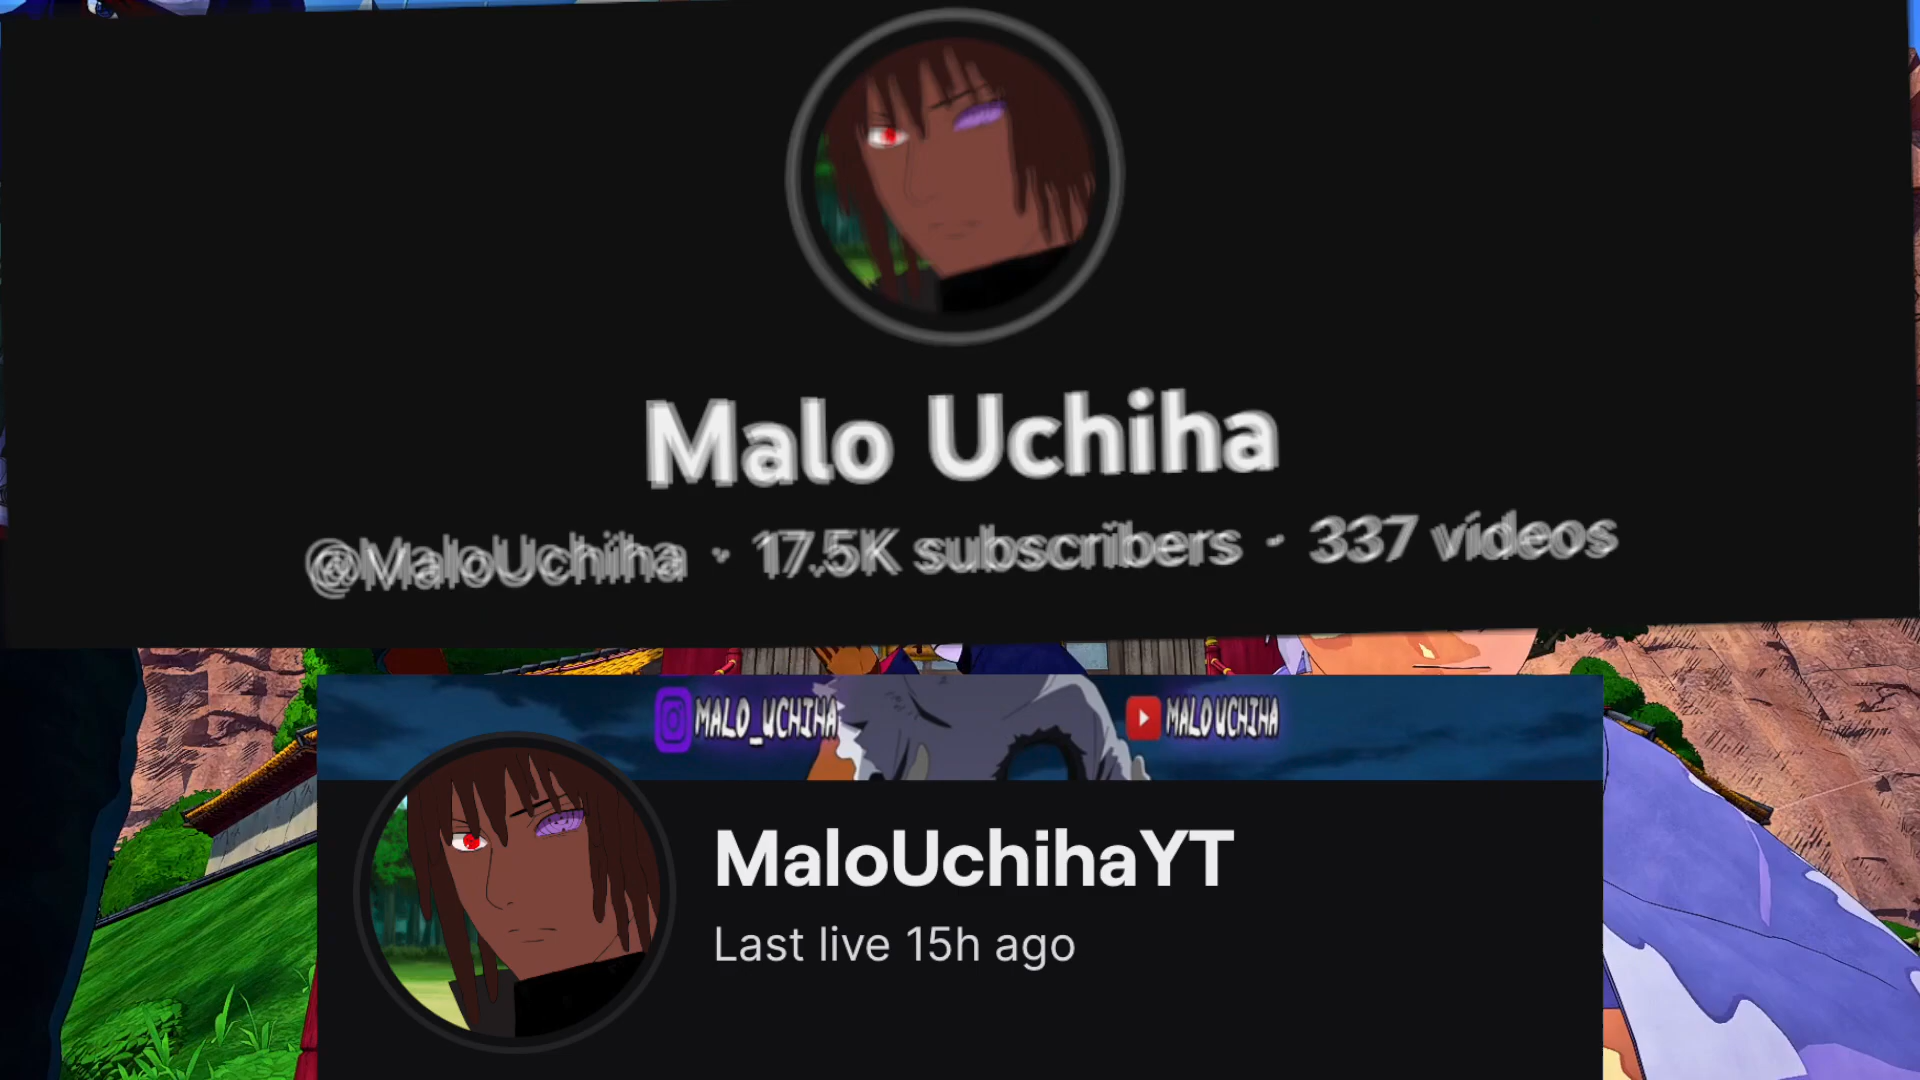 Malo Uchiha
@MaloUchiha · 17.5K subscribers · 337 videos
MALO_UCHIHA
MALO UCHIHA
MaloUchihaYT
Last live 15h ago